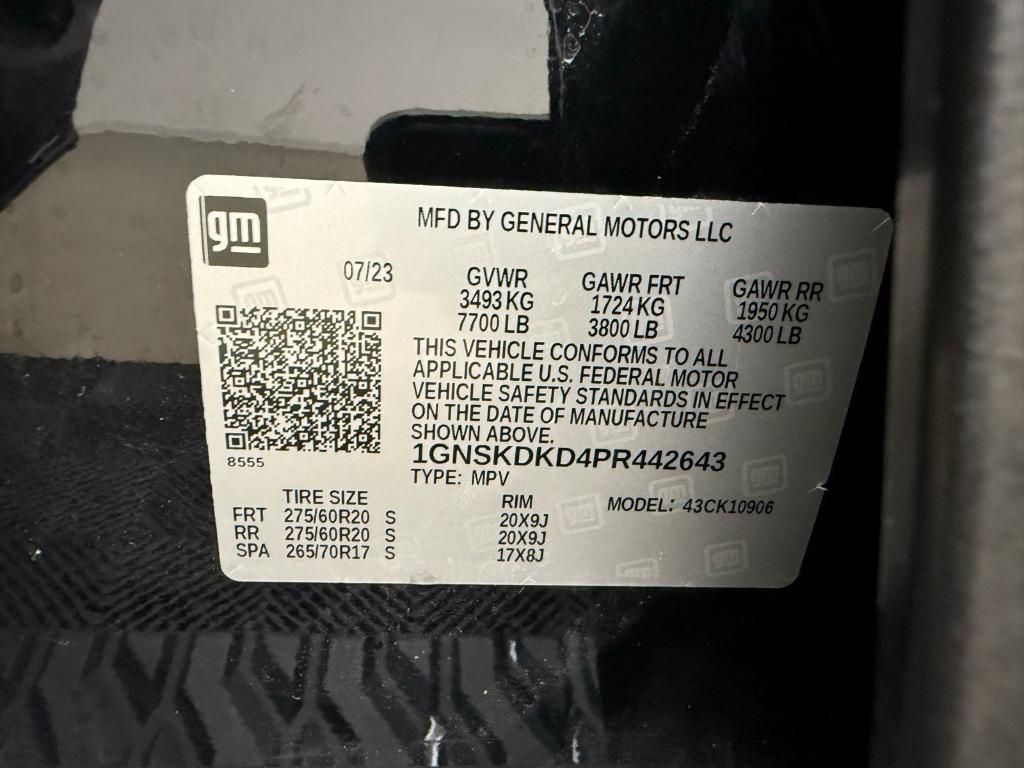 gm
MFD BY GENERAL MOTORS LLC
07/23
GVWR GAWR FRT GAWR RR
3493 KG 1724 KG 1950 KG
7700 LB 3800 LB 4300 LB
THIS VEHICLE CONFORMS TO ALL
APPLICABLE U.S. FEDERAL MOTOR
VEHICLE SAFETY STANDARDS IN EFFECT
ON THE DATE OF MANUFACTURE
SHOWN ABOVE.
8555
1GNSKDKD4PR442643
TYPE: MPV
TIRE SIZE RIM MODEL: 43CK10906
FRT 275/60R20 S 20X9J
RR 275/60R20 S 20X9J
SPA 265/70R17 S 17X8J